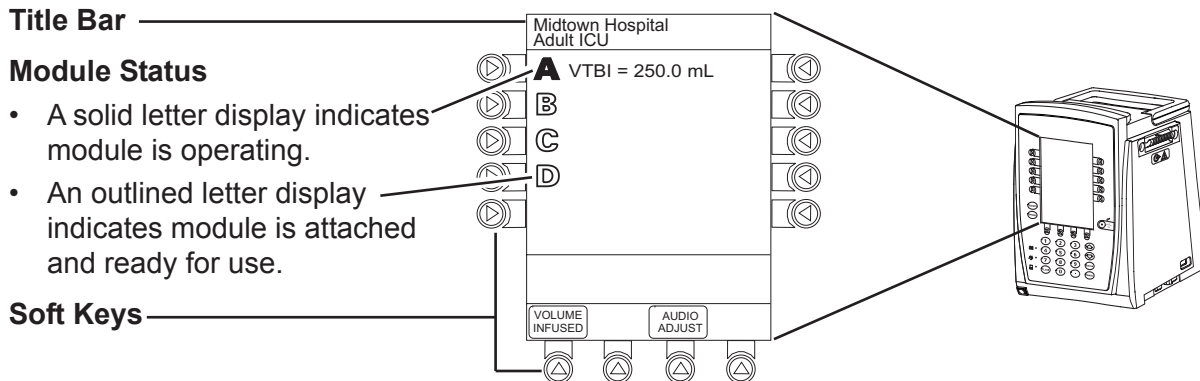 Title Bar
Midtown Hospital
Adult ICU
Module Status
• A solid letter display indicates
module is operating.
• An outlined letter display
indicates module is attached
and ready for use.
Soft Keys
A VTBI = 250.0 mL
B
C
D
VOLUME
INFUSED
AUDIO
ADJUST